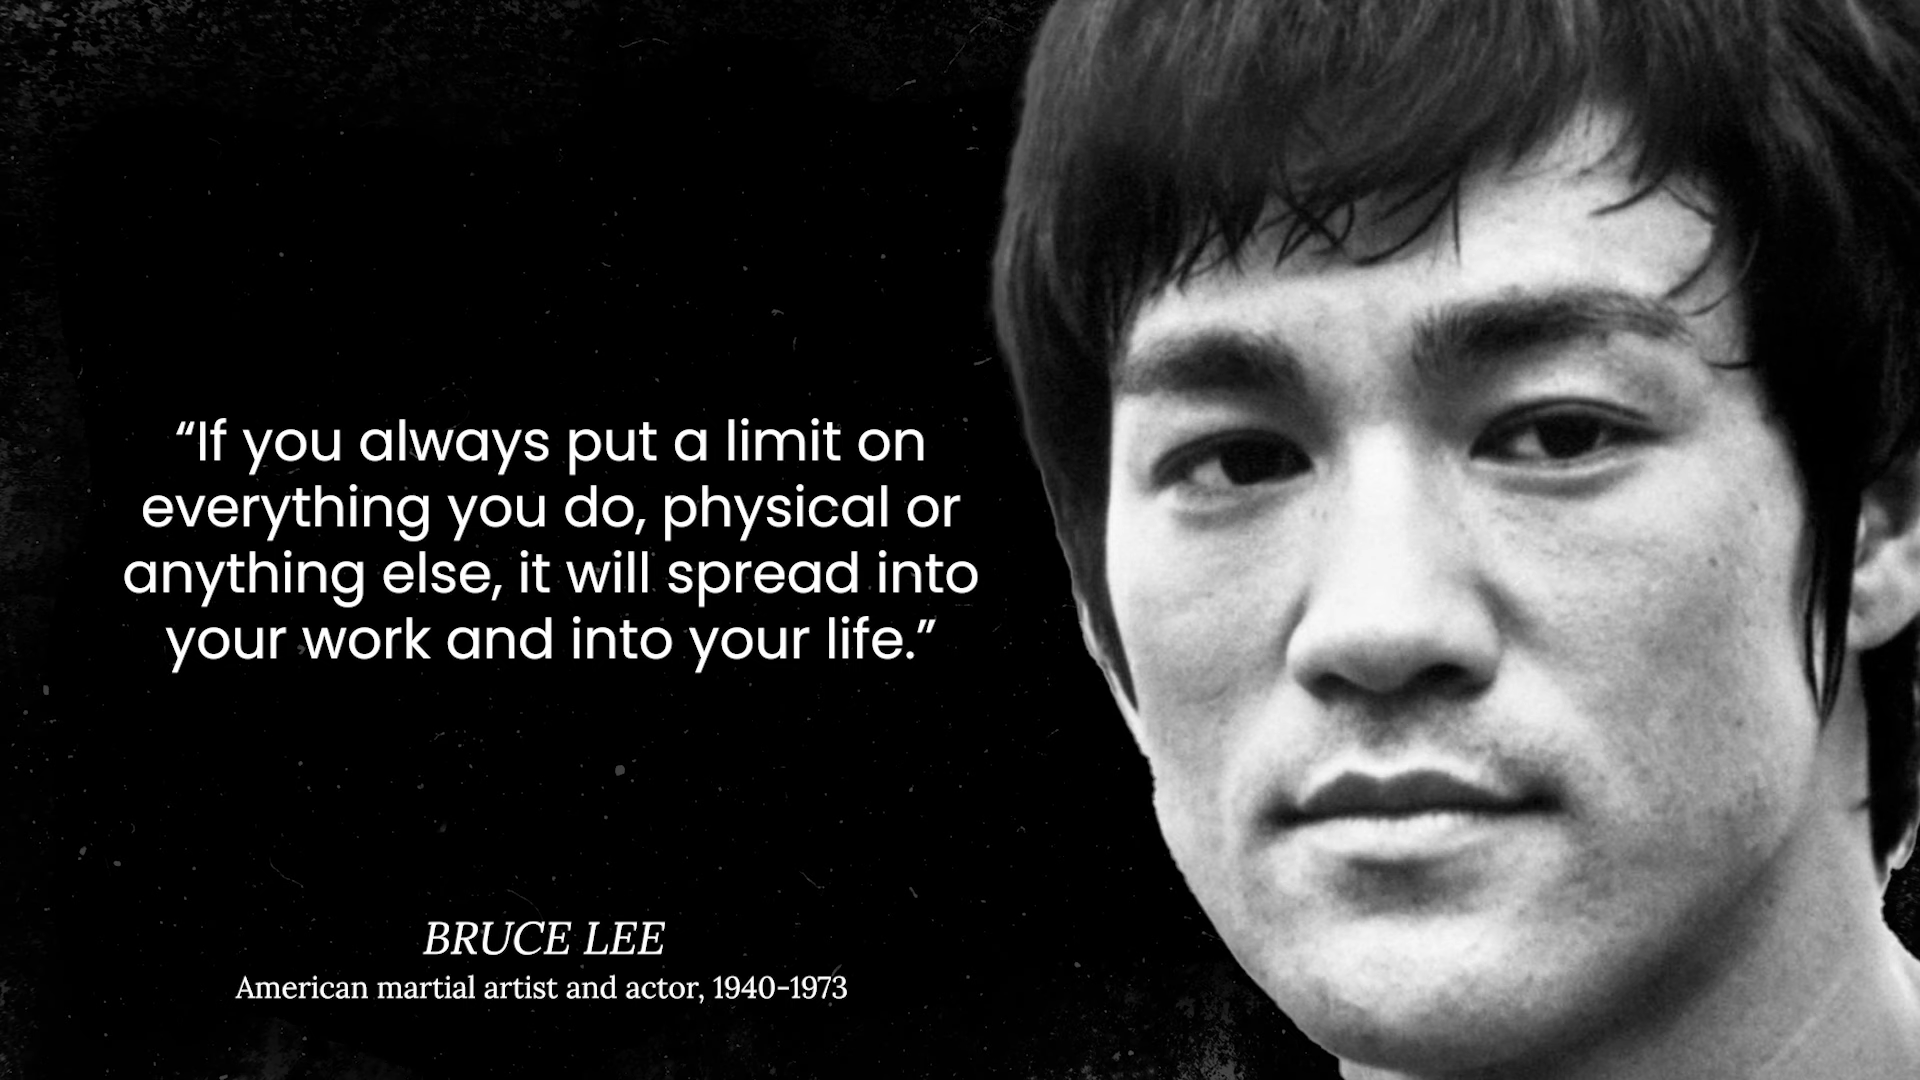 “If you always put a limit on
everything you do, physical or
anything else, it will spread into
your work and into your life.”
BRUCE LEE
American martial artist and actor, 1940-1973